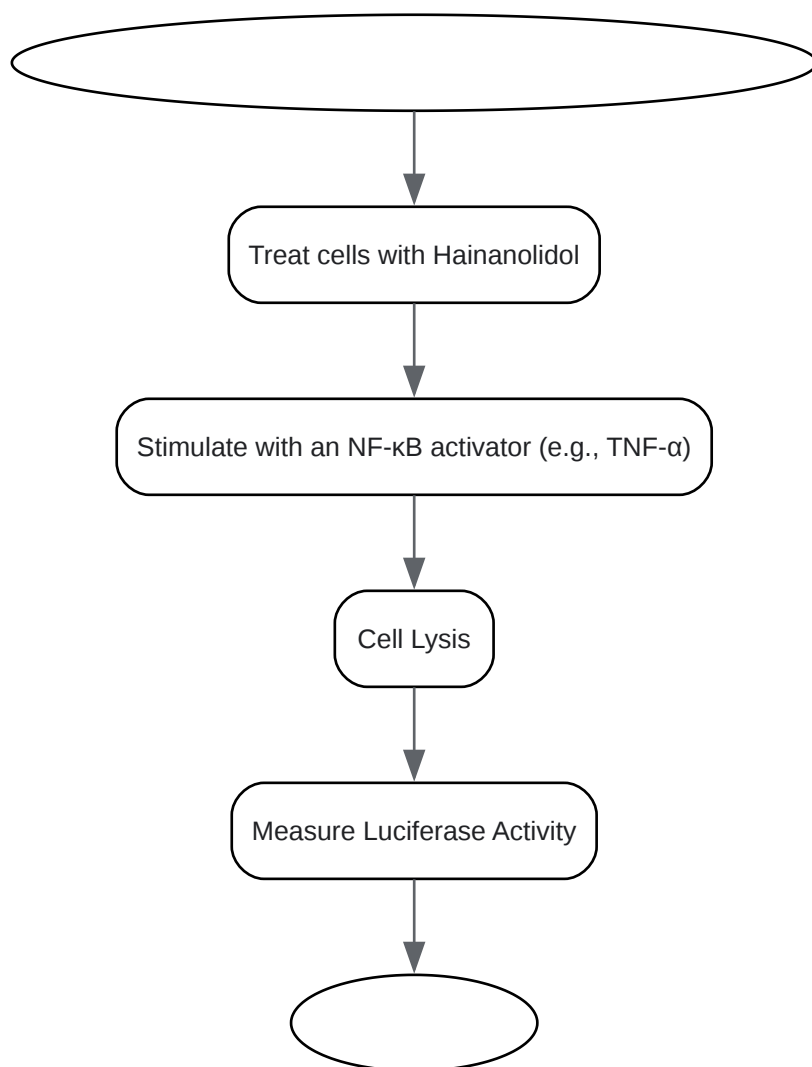 Treat cells with Hainanolidol
Stimulate with an NF-κB activator (e.g., TNF-α)
Cell Lysis
Measure Luciferase Activity